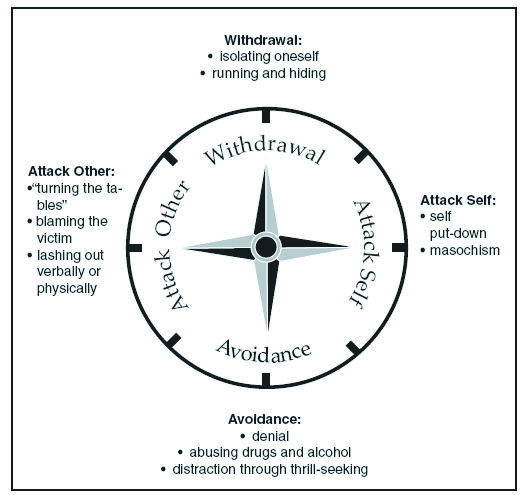 Withdrawal:
• isolating oneself
• running and hiding
Withdrawal
Attack Other:
•“turning the ta-
bles”
• blaming the
victim
• lashing out
verbally or
physically
Attack Other
Attack Self
Attack Self:
• self
put-down
• masochism
Avoidance
Avoidance:
• denial
• abusing drugs and alcohol
• distraction through thrill-seeking